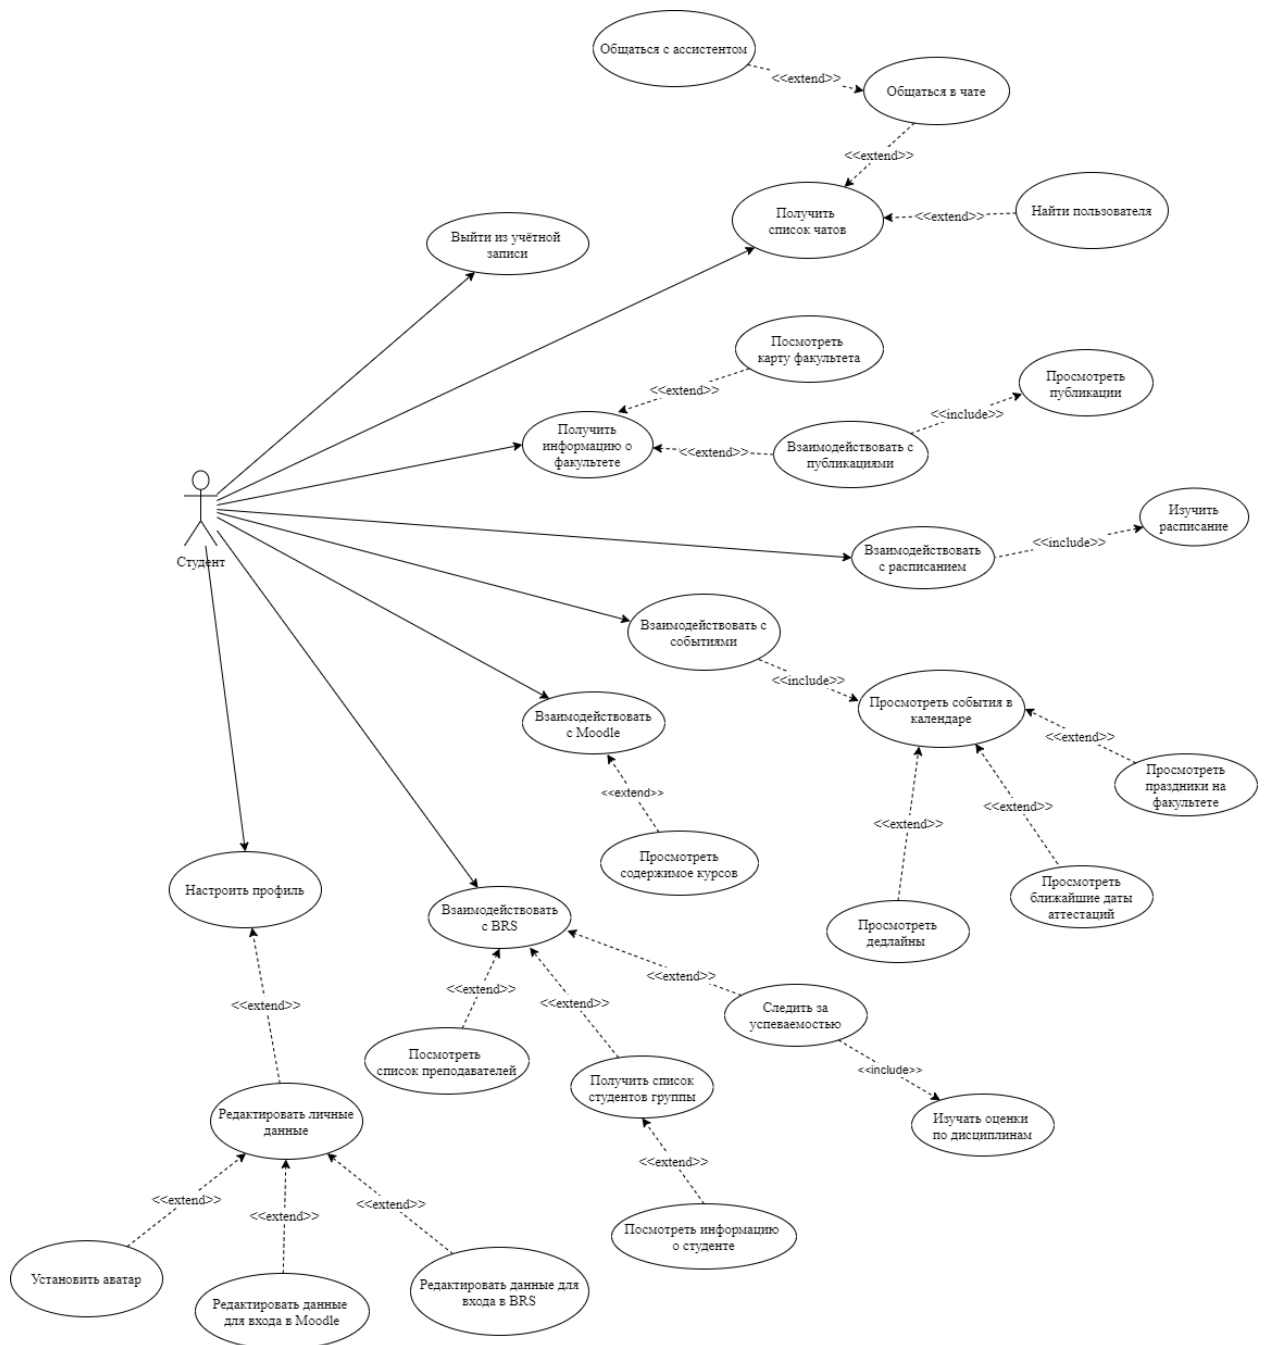 Общаться с ассистентом
<<extend>>
Общаться в чате
<<extend>>
Получить
список чатов
<<extend>>
Найти пользователя
Выйти из учётной
записи
Посмотреть
карту факультета
<<extend>>
Просмотреть
публикации
<<include>>
Получить
информацию о
факультете
<<extend>>
Взаимодействовать с
публикациями
Студент
Изучить
расписание
<<include>>
Взаимодействовать
с расписанием
Взаимодействовать с
событиями
<<include>>
Просмотреть события в
календаре
<<extend>>
Просмотреть
праздники на
факультете
Взаимодействовать
с Moodle
<<extend>>
Просмотреть
содержимое курсов
<<extend>>
<<extend>>
Просмотреть
дедлайны
Просмотреть
ближайшие даты
аттестаций
Настроить профиль
Взаимодействовать
с BRS
<<extend>>
<<extend>>
<<extend>>
<<extend>>
Следить за
успеваемостью
Посмотреть
список преподавателей
Получить список
студентов группы
<<include>>
Изучать оценки
по дисциплинам
Редактировать личные
данные
<<extend>>
Посмотреть информацию
о студенте
<<extend>>
<<extend>>
<<extend>>
Установить аватар
Редактировать данные
для входа в Moodle
Редактировать данные для
входа в BRS